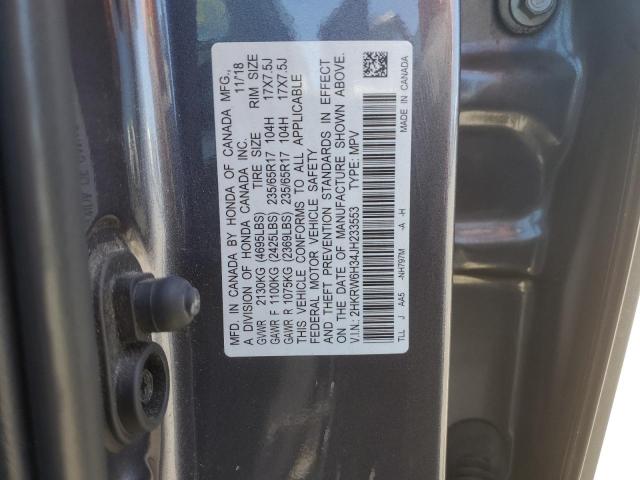 MFD. IN CANADA BY HONDA OF CANADA MFG.,
A DIVISION OF HONDA CANADA INC. 11/18
TIRE SIZE RIM SIZE
GVWR 2130KG (4695LBS)
GAWR F 1100KG (2425LBS) 235/65R17 104H 17X7.5J
GAWR R 1075KG (2369LBS) 235/65R17 104H 17X7.5J
THIS VEHICLE CONFORMS TO ALL APPLICABLE
FEDERAL MOTOR VEHICLE SAFETY
AND THEFT PREVENTION STANDARDS IN EFFECT
ON THE DATE OF MANUFACTURE SHOWN ABOVE.
V.I.N.: 2HKRW6H34JH233553 TYPE: MPV
TLL J AA5 -NH797M -A -H MADE IN CANADA